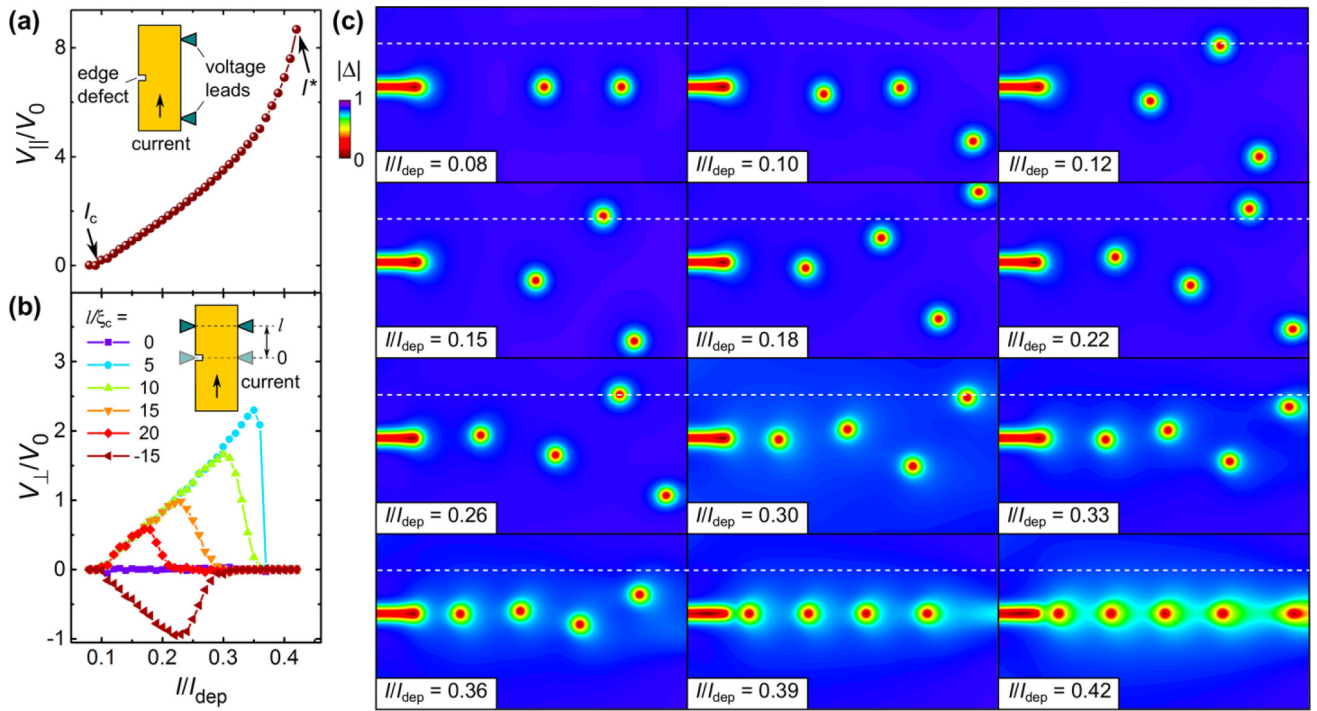 (a)
8
4
0
V∥/V0
edge
defect
voltage
leads
current
I*
Ic
(b)
3
2
1
0
-1
V⊥/V0
l/ξc =
0
5
10
15
20
-15
l
0
current
0.1 0.2 0.3 0.4
I/Idep
(c)
|Δ|
1
0
I/Idep = 0.08
I/Idep = 0.10
I/Idep = 0.12
I/Idep = 0.15
I/Idep = 0.18
I/Idep = 0.22
I/Idep = 0.26
I/Idep = 0.30
I/Idep = 0.33
I/Idep = 0.36
I/Idep = 0.39
I/Idep = 0.42